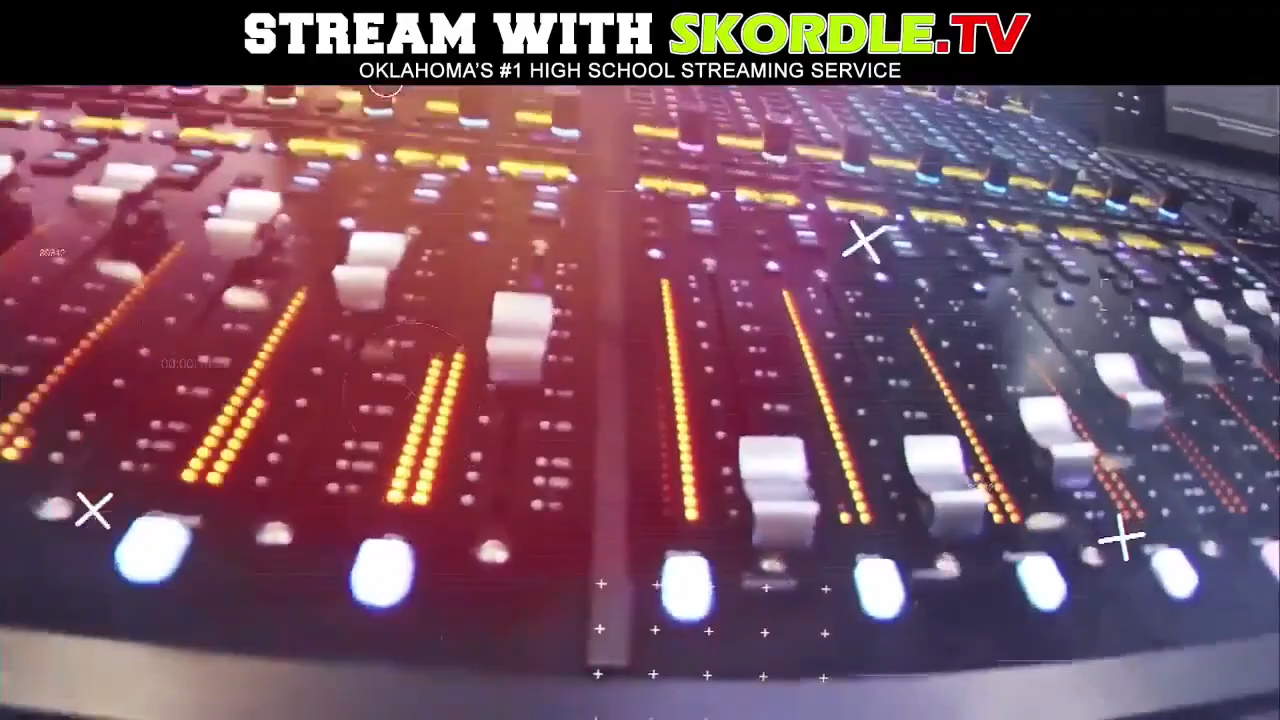 STREAM WITH SKORDLE.TV
OKLAHOMA'S #1 HIGH SCHOOL STREAMING SERVICE